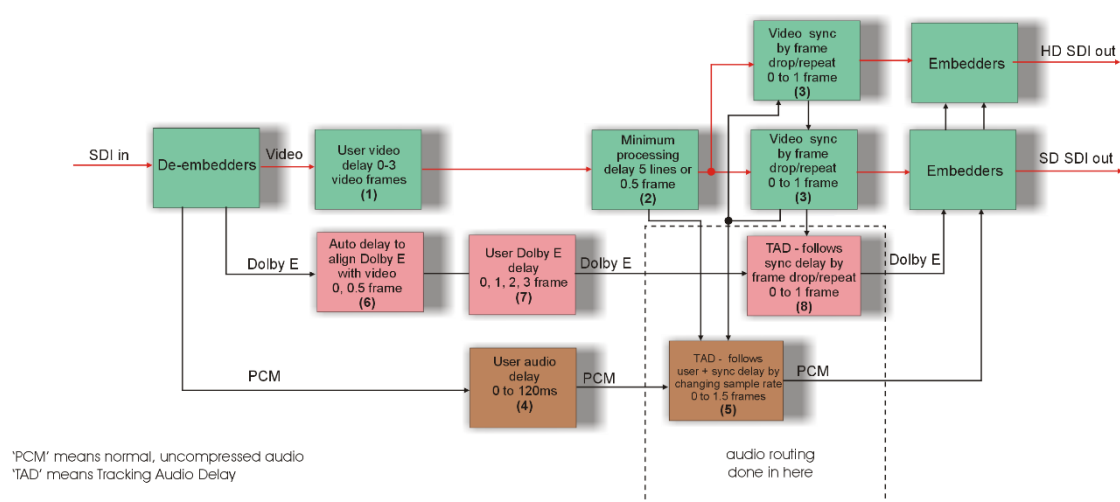 SDI in
De-embedders
Video
User video
delay 0-3
video frames
(1)
Minimum
processing
delay 5 lines or
0.5 frame
(2)
Video sync
by frame
drop/repeat
0 to 1 frame
(3)
Embedders
HD SDI out
Video sync
by frame
drop/repeat
0 to 1 frame
(3)
Embedders
SD SDI out
Dolby E
Auto delay to
align Dolby E
with video
0, 0.5 frame
(6)
User Dolby E
delay
0, 1, 2, 3 frame
(7)
Dolby E
TAD - follows
sync delay by
frame drop/repeat
0 to 1 frame
(8)
Dolby E
PCM
User audio
delay
0 to 120ms
(4)
PCM
TAD - follows
user + sync delay by
changing sample rate
0 to 1.5 frames
(5)
PCM
'PCM' means normal, uncompressed audio
'TAD' means Tracking Audio Delay
audio routing
done in here